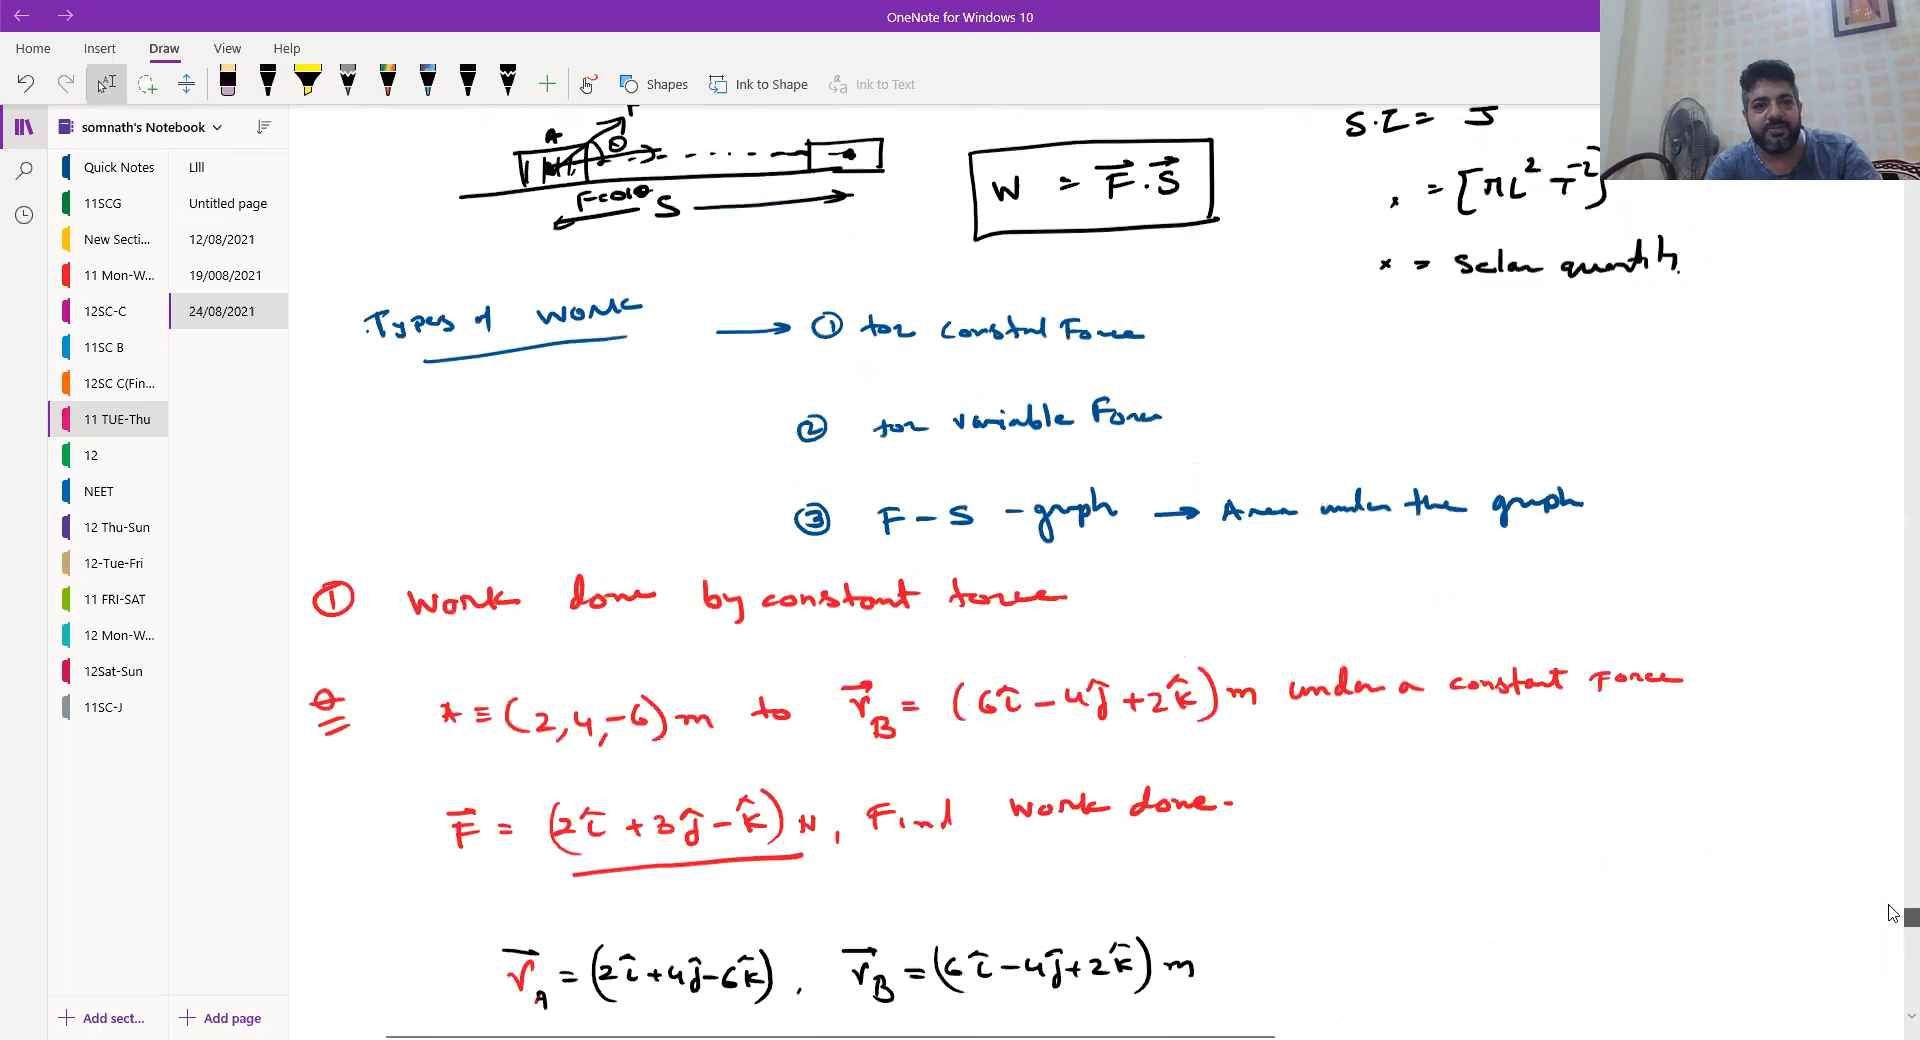 OneNote for Windows 10
Home Insert Draw View Help
Shapes Ink to Shape Ink to Text
somnath's Notebook
Quick Notes
11SCG
New Secti...
11 Mon-W...
12SC-C
11SC B
12SC C(Fin...
11 TUE-Thu
12
NEET
12 Thu-Sun
12-Tue-Fri
11 FRI-SAT
12 Mon-W...
12Sat-Sun
11SC-J
Add sect...
Llll
Untitled page
12/08/2021
19/008/2021
24/08/2021
Add page
A F θ
F cosθ S
W = F⃗.S⃗
S.I = J
= [ML² T⁻²]
* = Scalar quantity.
Types of work → ① for constant Force
② for variable Force
③ F - S - graph → Area under the graph
① Work done by constant force
Q A ≡ (2,4,-6) m to r⃗_B = (6î - 4ĵ + 2k̂) m under a constant Force
F⃗ = (2î + 3ĵ - k̂) N, Find work done.
r⃗_A = (2î + 4ĵ - 6k̂), r⃗_B = (6î - 4ĵ + 2k̂) m